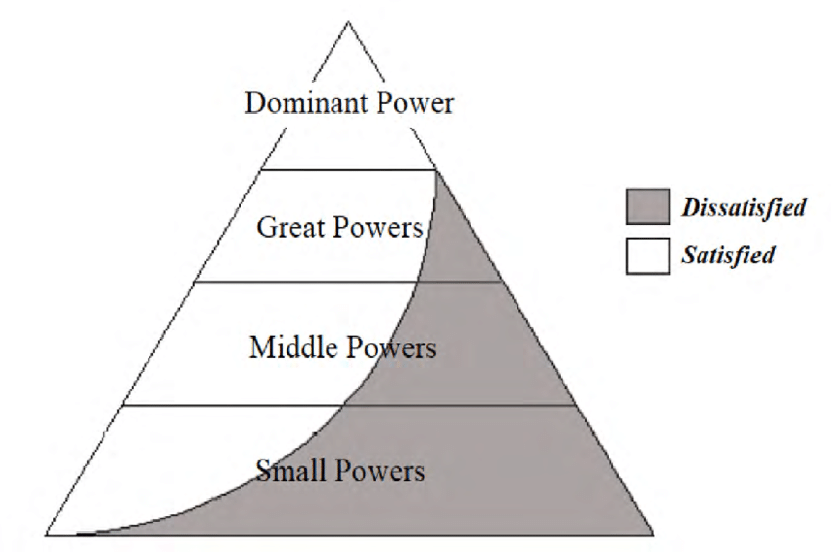 Dominant Power
Great Powers
Dissatisfied
Satisfied
Middle Powers
Small Powers